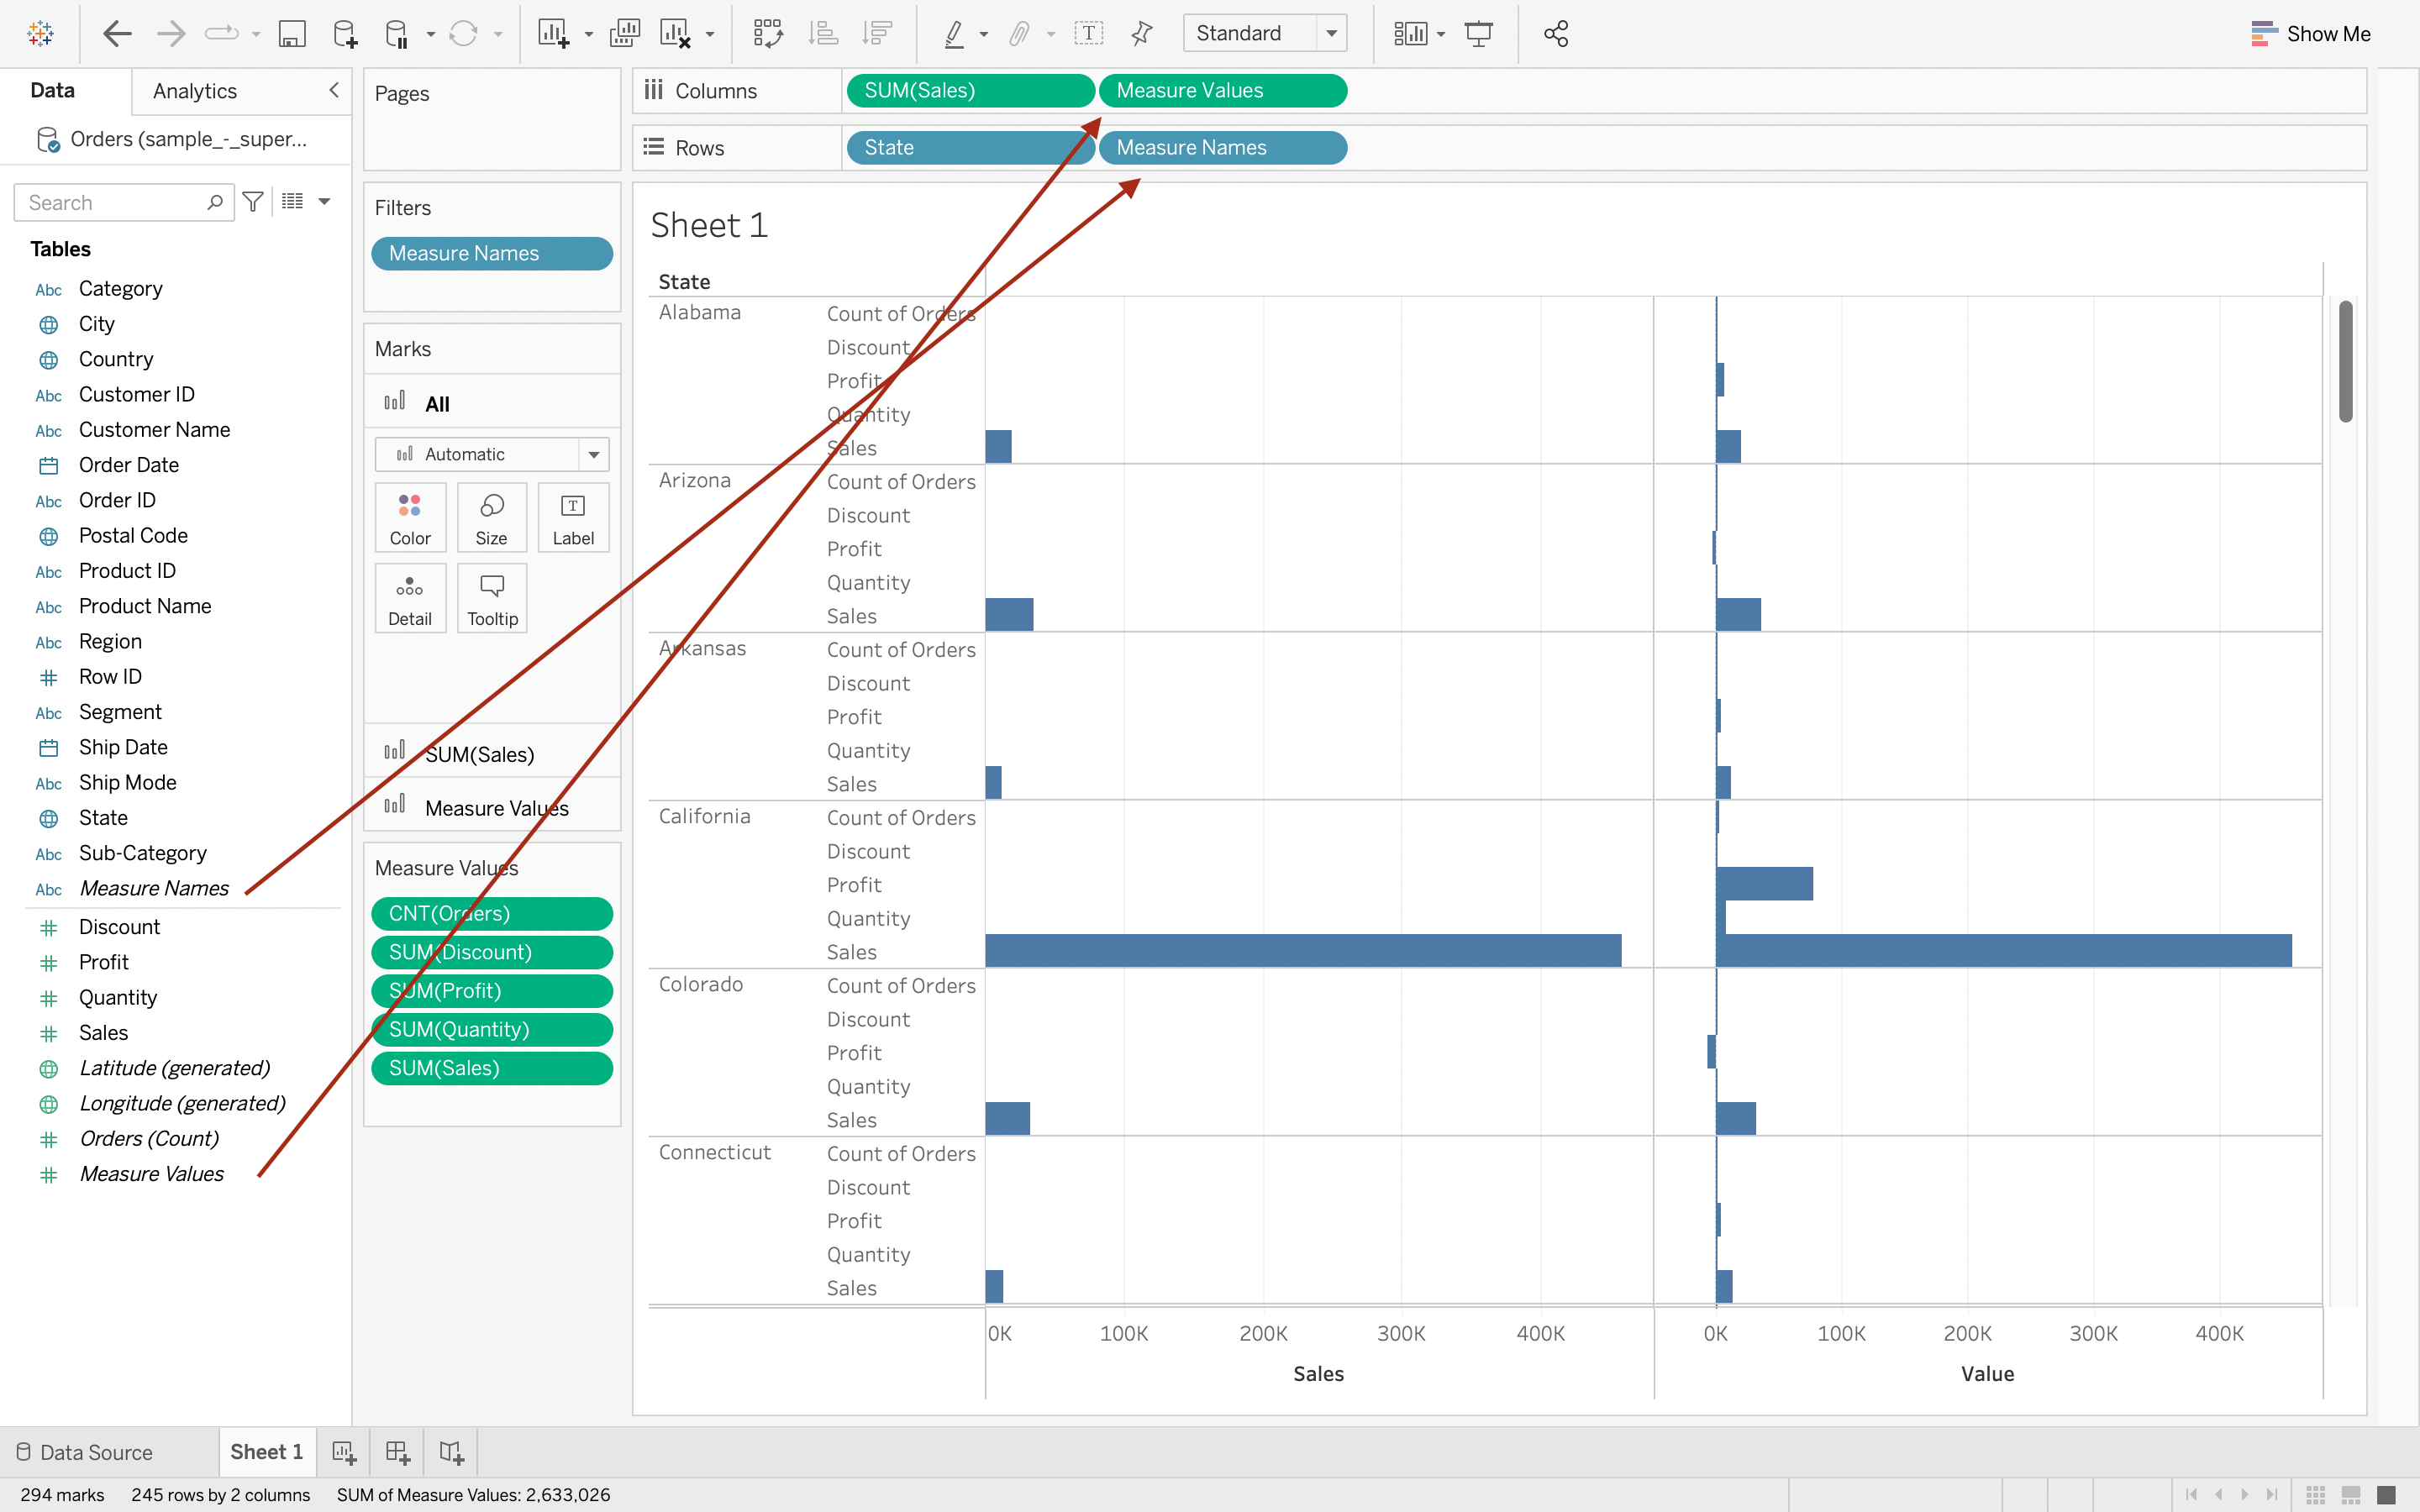 Standard
Show Me
Data
Analytics
Orders (sample_-_super...
Search
Tables
Abc Category
City
Country
Abc Customer ID
Abc Customer Name
Order Date
Abc Order ID
Postal Code
Abc Product ID
Abc Product Name
Abc Region
Row ID
Abc Segment
Ship Date
Abc Ship Mode
State
Abc Sub-Category
Abc Measure Names
Discount
Profit
Quantity
Sales
Latitude (generated)
Longitude (generated)
Orders (Count)
Measure Values
Pages
Filters
Measure Names
Marks
All
Automatic
Color
Size
T
Label
Detail
Tooltip
SUM(Sales)
Measure Values
Measure Values
CNT(Orders)
SUM(Discount)
SUM(Profit)
SUM(Quantity)
SUM(Sales)
Columns
SUM(Sales)
Measure Values
Rows
State
Measure Names
Sheet 1
State
Alabama
Count of Orders
Discount
Profit
Quantity
Sales
Arizona
Count of Orders
Discount
Profit
Quantity
Sales
Arkansas
Count of Orders
Discount
Profit
Quantity
Sales
California
Count of Orders
Discount
Profit
Quantity
Sales
Colorado
Count of Orders
Discount
Profit
Quantity
Sales
Connecticut
Count of Orders
Discount
Profit
Quantity
Sales
0K 100K 200K 300K 400K
0K 100K 200K 300K 400K
Sales
Value
Data Source
Sheet 1
294 marks
245 rows by 2 columns
SUM of Measure Values: 2,633,026